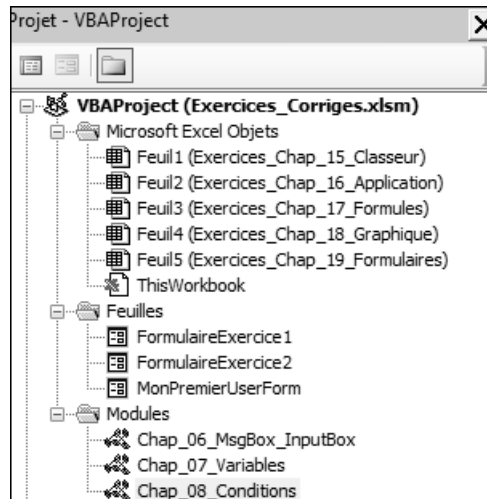 Projet - VBAProject
VBAProject (Exercices_Corriges.xlsm)
Microsoft Excel Objets
Feuil1 (Exercices_Chap_15_Classeur)
Feuil2 (Exercices_Chap_16_Application)
Feuil3 (Exercices_Chap_17_Formules)
Feuil4 (Exercices_Chap_18_Graphique)
Feuil5 (Exercices_Chap_19_Formulaires)
ThisWorkbook
Feuilles
FormulaireExercice1
FormulaireExercice2
MonPremierUserForm
Modules
Chap_06_MsgBox_InputBox
Chap_07_Variables
Chap_08_Conditions